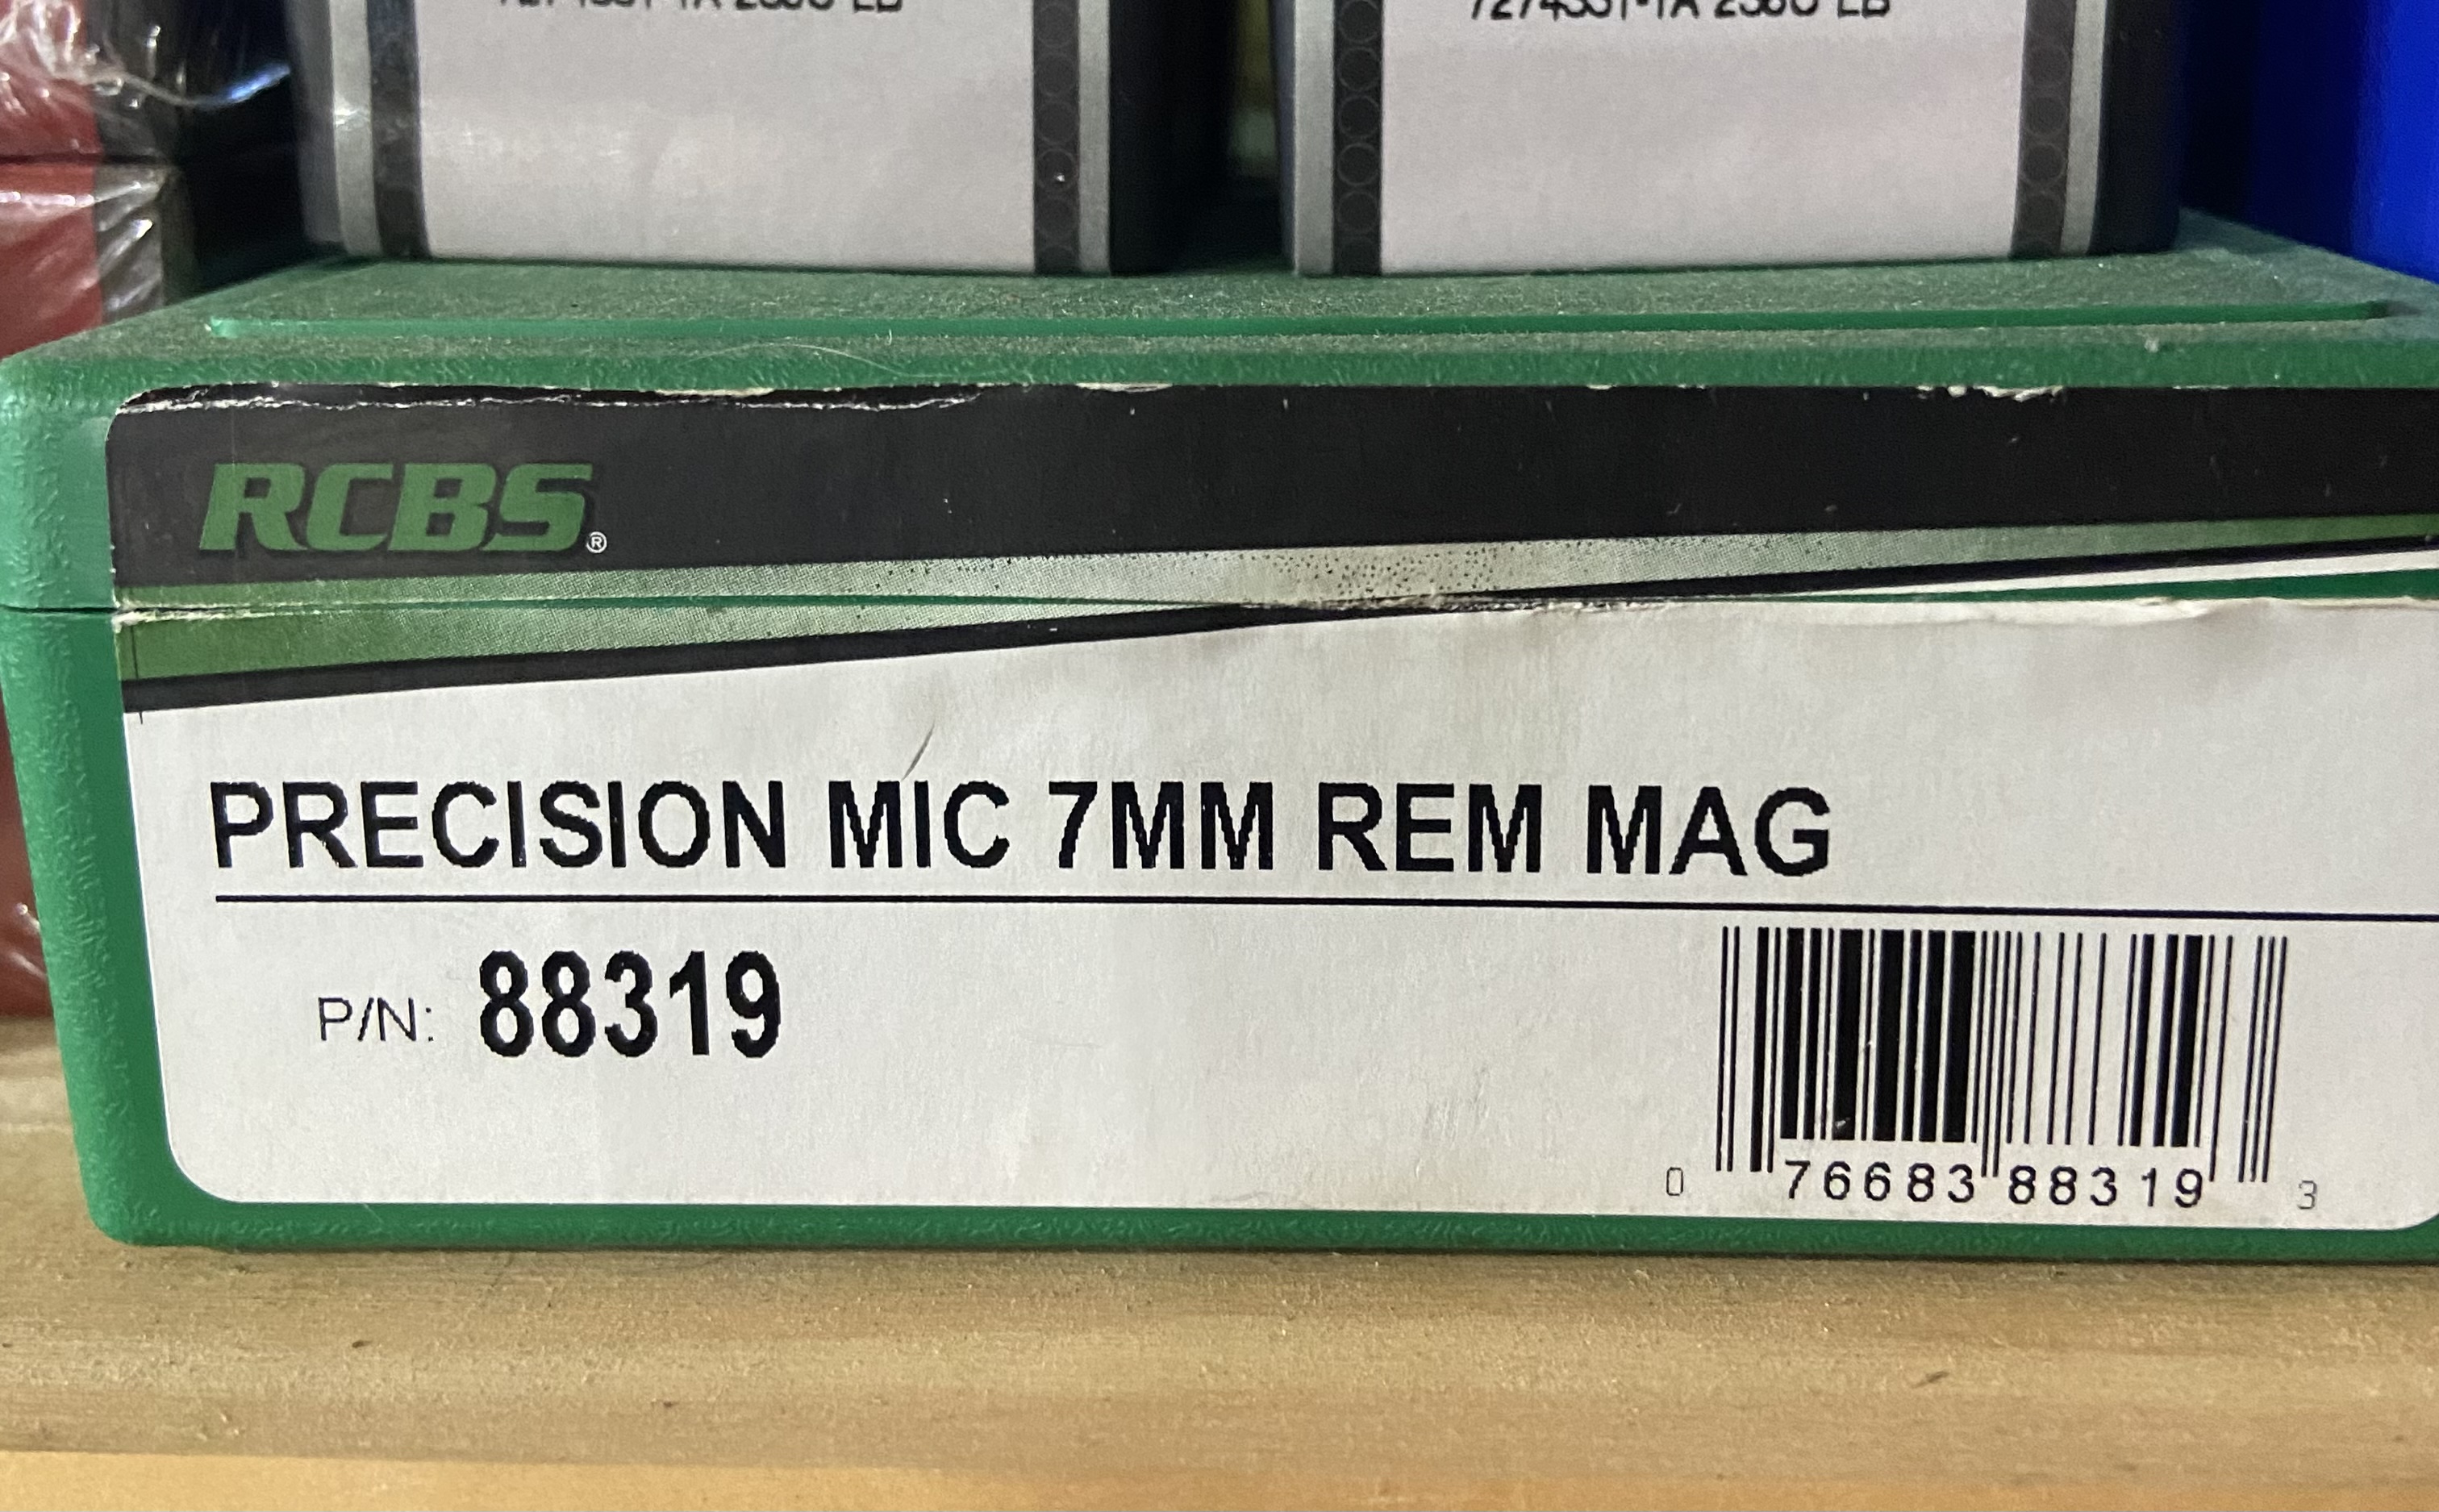 RCBS®
PRECISION MIC 7MM REM MAG
P/N: 88319
0 76683 88319 3